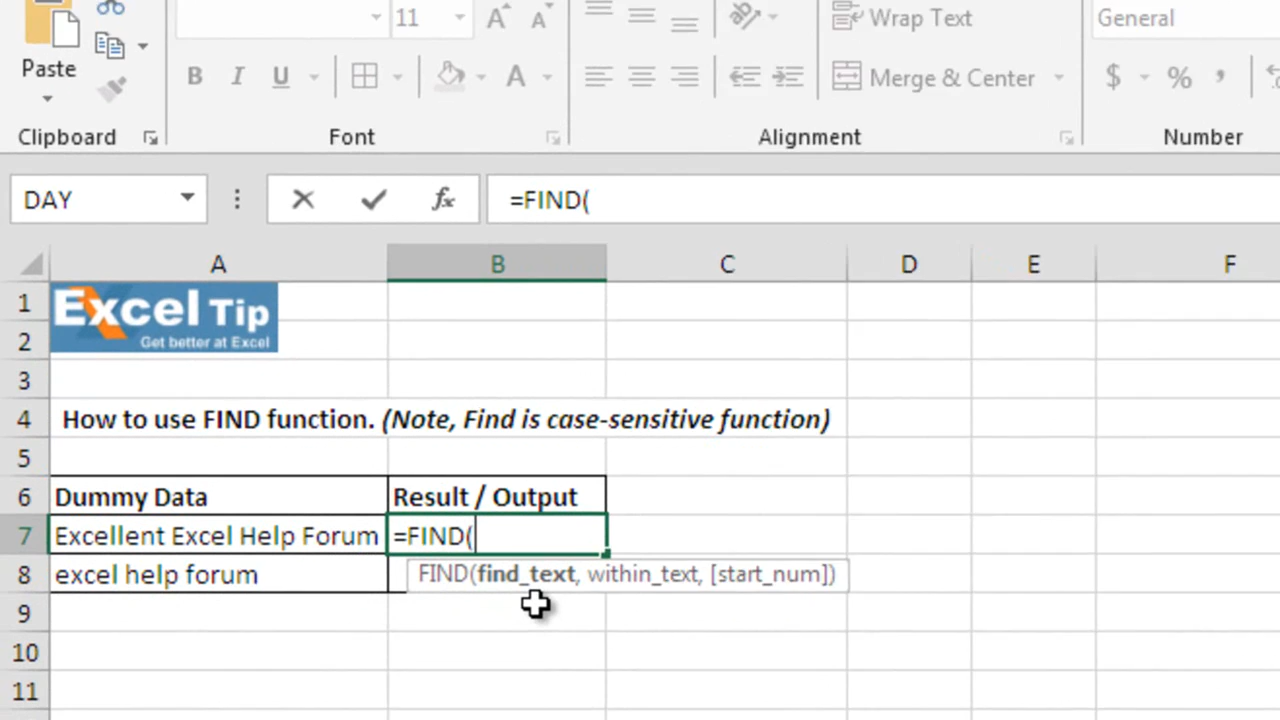 11
Wrap Text
General
Paste
B I U
A
Merge & Center
$ % ,
Clipboard
Font
Alignment
Number
DAY
fx
=FIND(
A B C D E F
1
Excel Tip
2
Get better at Excel
3
4 How to use FIND function. (Note, Find is case-sensitive function)
5
6 Dummy Data Result / Output
7 Excellent Excel Help Forum =FIND(
8 excel help forum FIND(find_text, within_text, [start_num])
9
10
11